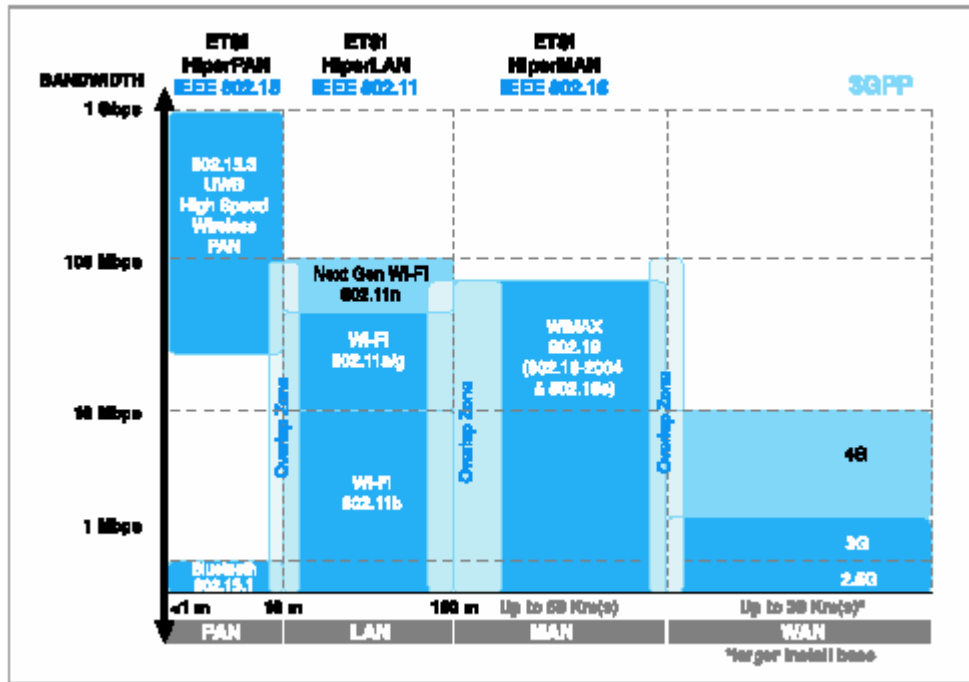 ETSI
HiperPAN
IEEE 802.15
ETSI
HiperLAN
IEEE 802.11
ETSI
HiperMAN
IEEE 802.16
3GPP
BANDWIDTH
1 Gbps
100 Mbps
10 Mbps
1 Mbps
802.15.3
UWB
High Speed
Wireless
PAN
Bluetooth
802.15.1
Overlap Zone
Next Gen Wi-Fi
802.11n
Wi-Fi
802.11a/g
Wi-Fi
802.11b
Overlap Zone
WiMAX
802.16
(802.16-2004
& 802.16e)
Overlap Zone
4G
3G
2.5G
<1 m
10 m
100 m
Up to 50 Km(s)
Up to 30 Km(s)*
PAN
LAN
MAN
WAN
*larger install base